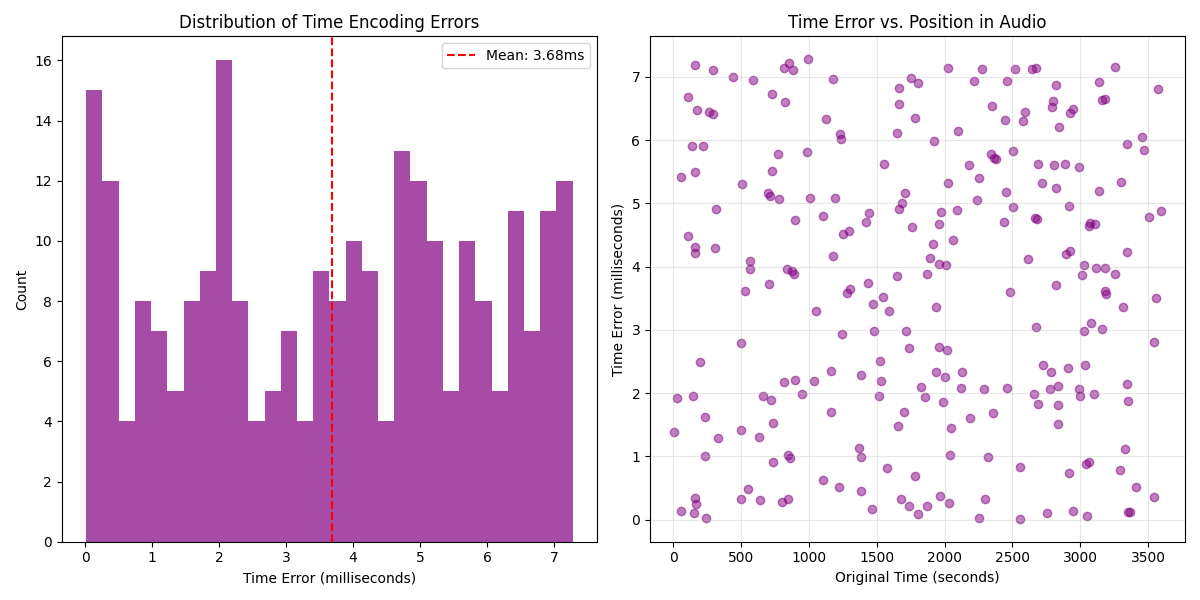 Distribution of Time Encoding Errors
Mean: 3.68ms
Count
16
14
12
10
8
6
4
2
0
0 1 2 3 4 5 6 7
Time Error (milliseconds)
Time Error vs. Position in Audio
Time Error (milliseconds)
7
6
5
4
3
2
1
0
0 500 1000 1500 2000 2500 3000 3500
Original Time (seconds)